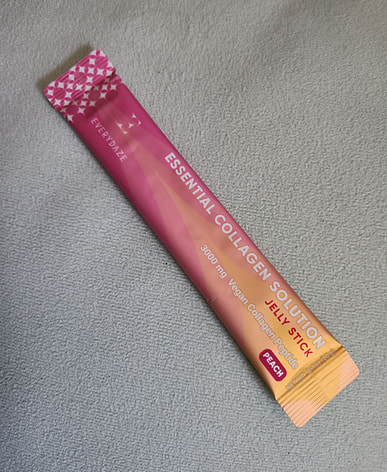 EVERYDAZE
ESSENTIAL COLLAGEN SOLUTION
JELLY STICK
3000 mg Vegan Collagen Peptide
PEACH